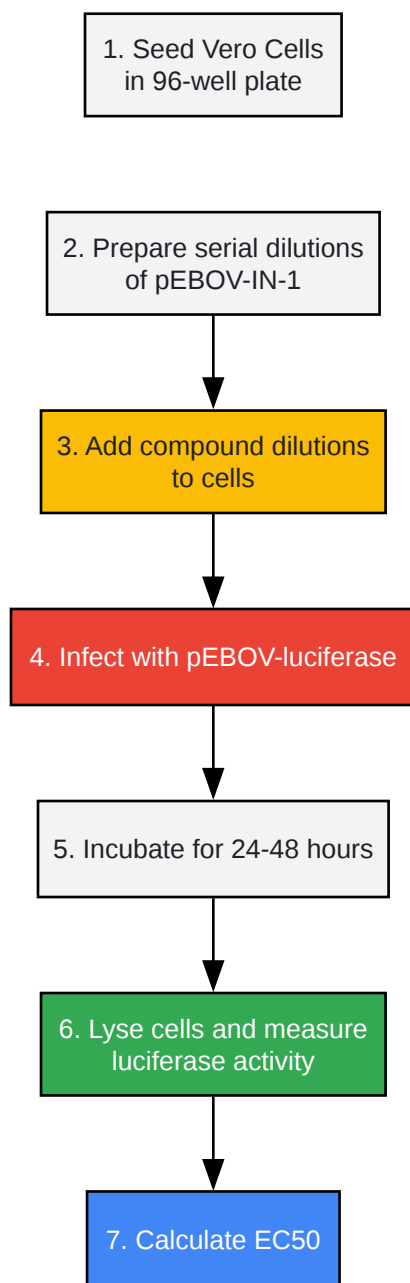 1. Seed Vero Cells
in 96-well plate
2. Prepare serial dilutions
of pEBOV-IN-1
3. Add compound dilutions
to cells
4. Infect with pEBOV-luciferase
5. Incubate for 24-48 hours
6. Lyse cells and measure
luciferase activity
7. Calculate EC50